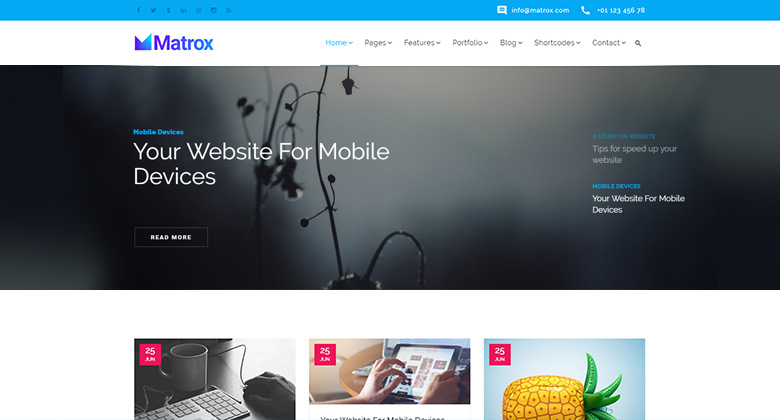 info@matrox.com
+01 123 456 78
Matrox
Home
Pages
Features
Portfolio
Blog
Shortcodes
Contact
Mobile Devices
Your Website For Mobile
Devices
READ MORE
A STUDY ON WEBSITE
Tips for speed up your
website
MOBILE DEVICES
Your Website For Mobile
Devices
25
JUN
25
JUN
25
JUN
Your Website For Mobile Devices